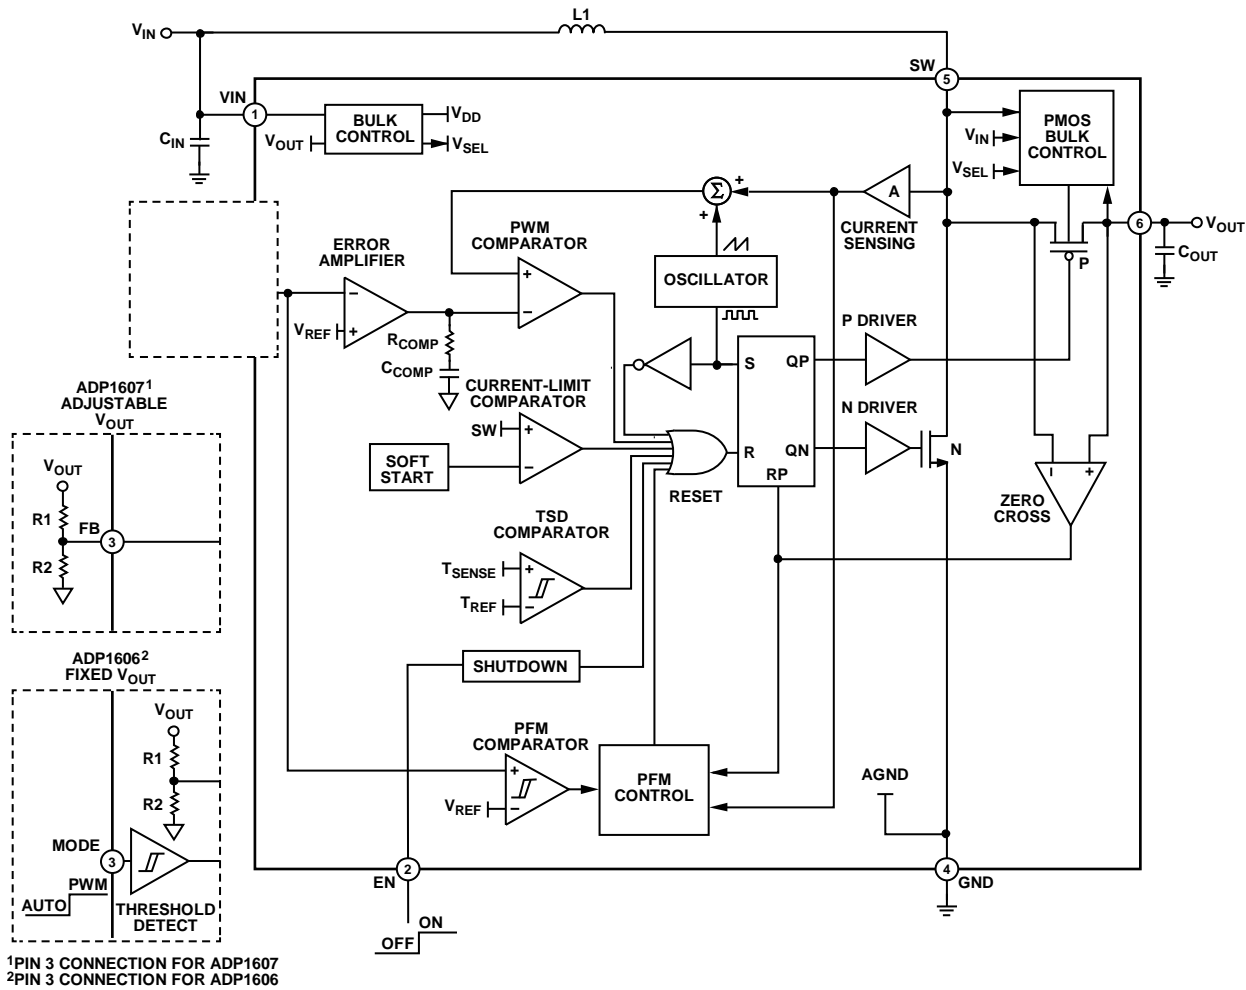 L1
VIN
SW
5
VIN
1
BULK
CONTROL
VDD
VOUT
VSEL
CIN
PMOS
BULK
CONTROL
VIN
VSEL
+
Σ
+
A
CURRENT
SENSING
6
VOUT
COUT
P
PWM
COMPARATOR
ERROR
AMPLIFIER
OSCILLATOR
+
−
−
+
VREF
RCOMP
CCOMP
P DRIVER
S
QP
ADP1607¹
ADJUSTABLE
VOUT
CURRENT-LIMIT
COMPARATOR
N DRIVER
SW
+
−
SOFT
START
R
QN
RP
N
RESET
−
+
ZERO
CROSS
VOUT
R1
FB
3
R2
TSD
COMPARATOR
TSENSE
+
TREF
−
ADP1606²
FIXED VOUT
SHUTDOWN
VOUT
R1
R2
PFM
COMPARATOR
+
VREF
−
PFM
CONTROL
AGND
MODE
3
2
EN
4
GND
PWM
AUTO
THRESHOLD
DETECT
ON
OFF
¹PIN 3 CONNECTION FOR ADP1607
²PIN 3 CONNECTION FOR ADP1606